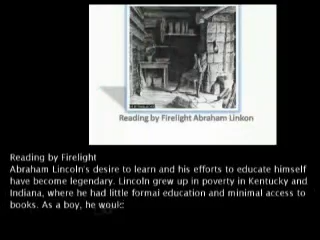 Reading by Firelight Abraham Linkon
Reading by Firelight
Abraham Lincoln's desire to learn and his efforts to educate himself
have become legendary. Lincoln grew up in poverty in Kentucky and
Indiana, where he had little formal education and minimal access to
books. As a boy, he would